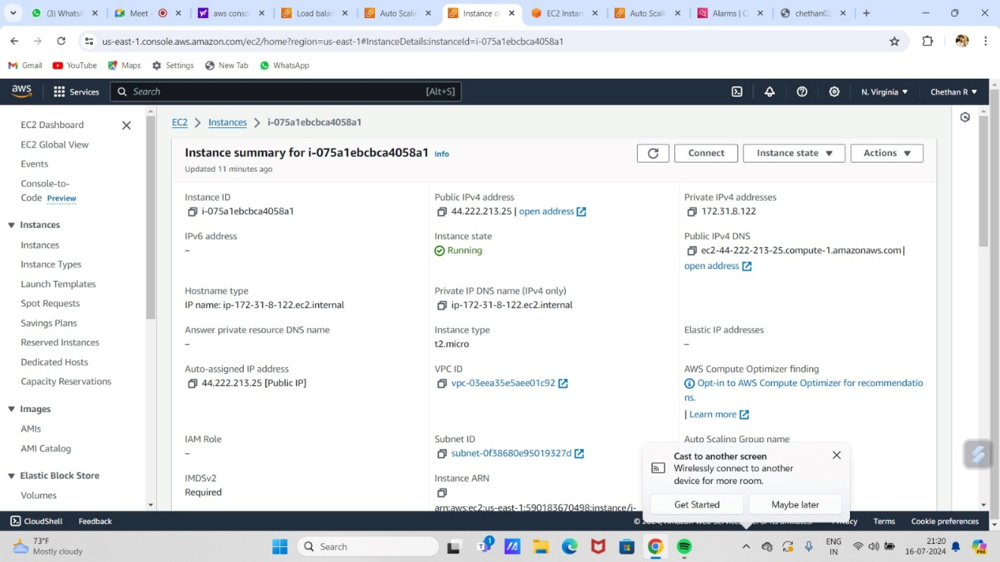 (3) WhatsA
Meet -
aws conso
Load balan
Auto Scalin
Instance de
EC2 Instan
Auto Scali
Alarms | C
chethan02
us-east-1.console.aws.amazon.com/ec2/home?region=us-east-1#InstanceDetails:instanceId=i-075a1ebcbca4058a1
Gmail YouTube Maps Settings New Tab WhatsApp
aws Services Search [Alt+S] N. Virginia Chethan R
EC2 Dashboard
EC2 Global View
Events
Console-to-
Code Preview
Instances
Instances
Instance Types
Launch Templates
Spot Requests
Savings Plans
Reserved Instances
Dedicated Hosts
Capacity Reservations
Images
AMIs
AMI Catalog
Elastic Block Store
Volumes
EC2 > Instances > i-075a1ebcbca4058a1
Instance summary for i-075a1ebcbca4058a1 Info
Updated 11 minutes ago
Connect Instance state Actions
Instance ID
i-075a1ebcbca4058a1
Public IPv4 address
44.222.213.25 | open address
Private IPv4 addresses
172.31.8.122
IPv6 address
–
Instance state
Running
Public IPv4 DNS
ec2-44-222-213-25.compute-1.amazonaws.com |
open address
Hostname type
IP name: ip-172-31-8-122.ec2.internal
Private IP DNS name (IPv4 only)
ip-172-31-8-122.ec2.internal
Answer private resource DNS name
–
Instance type
t2.micro
Elastic IP addresses
–
Auto-assigned IP address
44.222.213.25 [Public IP]
VPC ID
vpc-03eea35e5aee01c92
AWS Compute Optimizer finding
Opt-in to AWS Compute Optimizer for recommendatio
ns.
| Learn more
IAM Role
–
Subnet ID
subnet-0f38680e95019327d
Auto Scaling Group name
IMDSv2
Required
Instance ARN
arn:aws:ec2:us-east-1:590183670498:instance/i-
Cast to another screen
Wirelessly connect to another
device for more room.
Get Started Maybe later
CloudShell Feedback Privacy Terms Cookie preferences
73°F
Mostly cloudy
Search
1
ENG
IN
21:20
16-07-2024
PRE